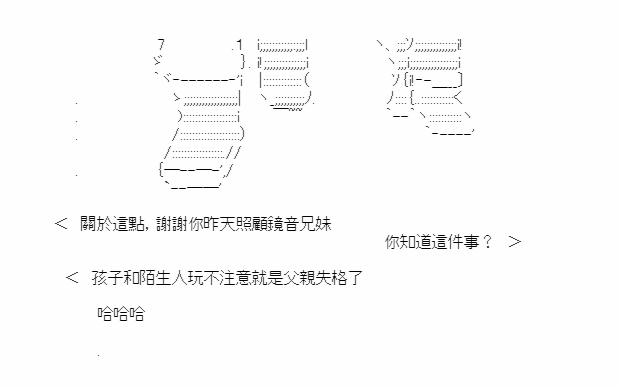 ＜ 關於這點，謝謝你昨天照顧鏡音兄妹
你知道這件事？ ＞
＜ 孩子和陌生人玩不注意就是父親失格了
哈哈哈